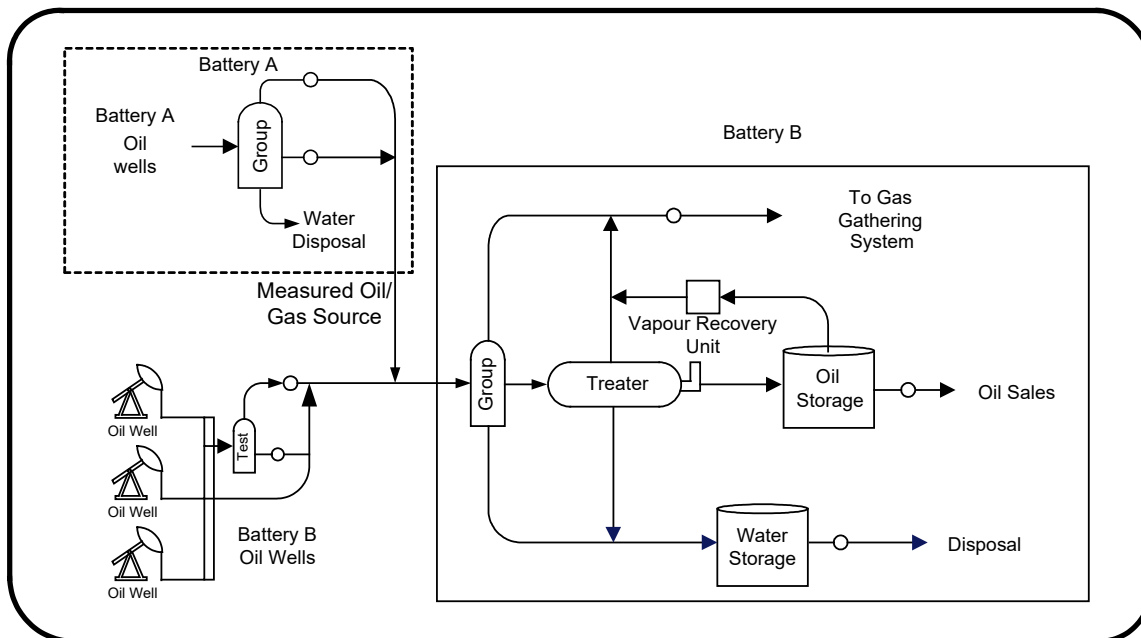 Battery A
Battery A
Oil
wells
Group
Water
Disposal
Measured Oil/
Gas Source
Battery B
To Gas
Gathering
System
Vapour Recovery
Unit
Group
Treater
Oil
Storage
Oil Sales
Oil Well
Test
Oil Well
Battery B
Oil Wells
Oil Well
Water
Storage
Disposal